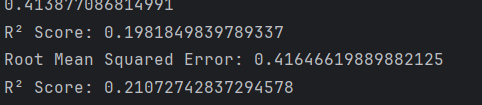 0.413877086814991
R² Score: 0.1981849839789337
Root Mean Squared Error: 0.41646619889882125
R² Score: 0.21072742837294578